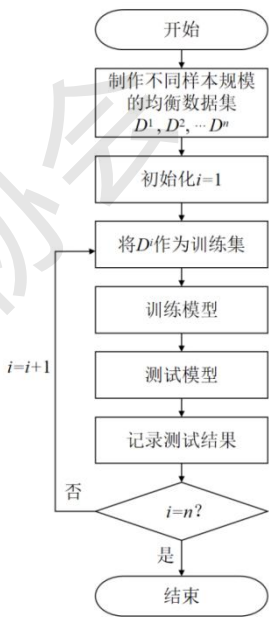 开始
制作不同样本规模
的均衡数据集
D¹, D², ··· Dⁿ
初始化i=1
将Dⁱ作为训练集
训练模型
测试模型
i=i+1
记录测试结果
否
i=n?
是
结束
协会